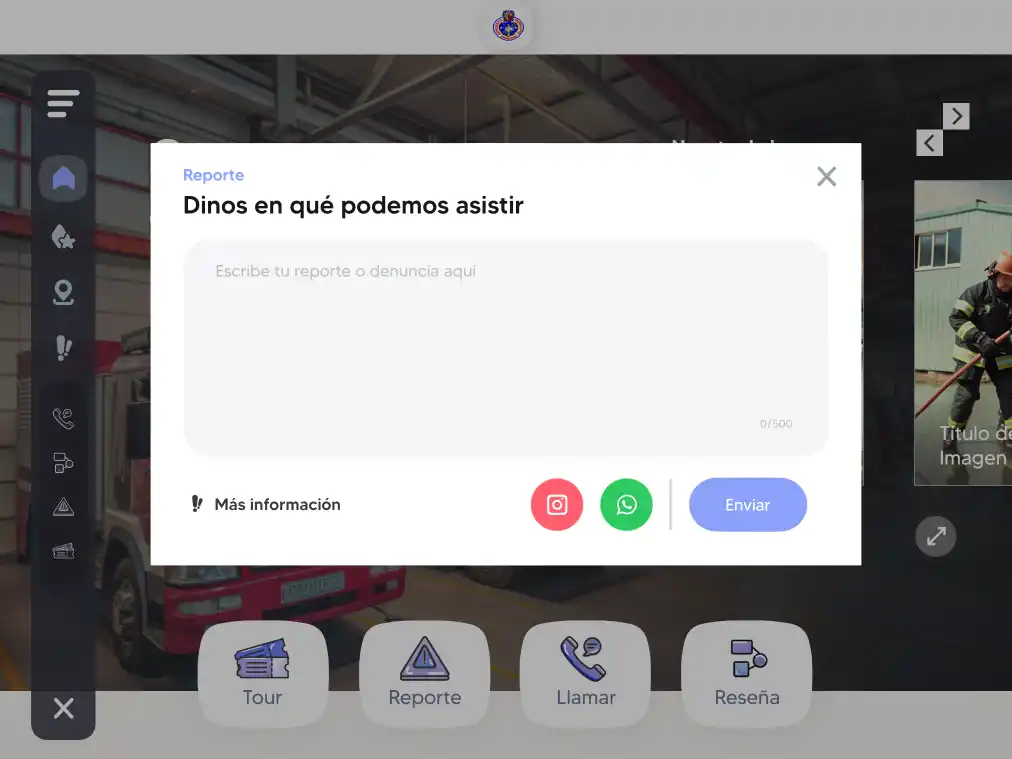 Reporte
Dinos en qué podemos asistir
Escribe tu reporte o denuncia aquí
0/500
Más información
Enviar
Titulo de
Imagen
Tour
Reporte
Llamar
Reseña